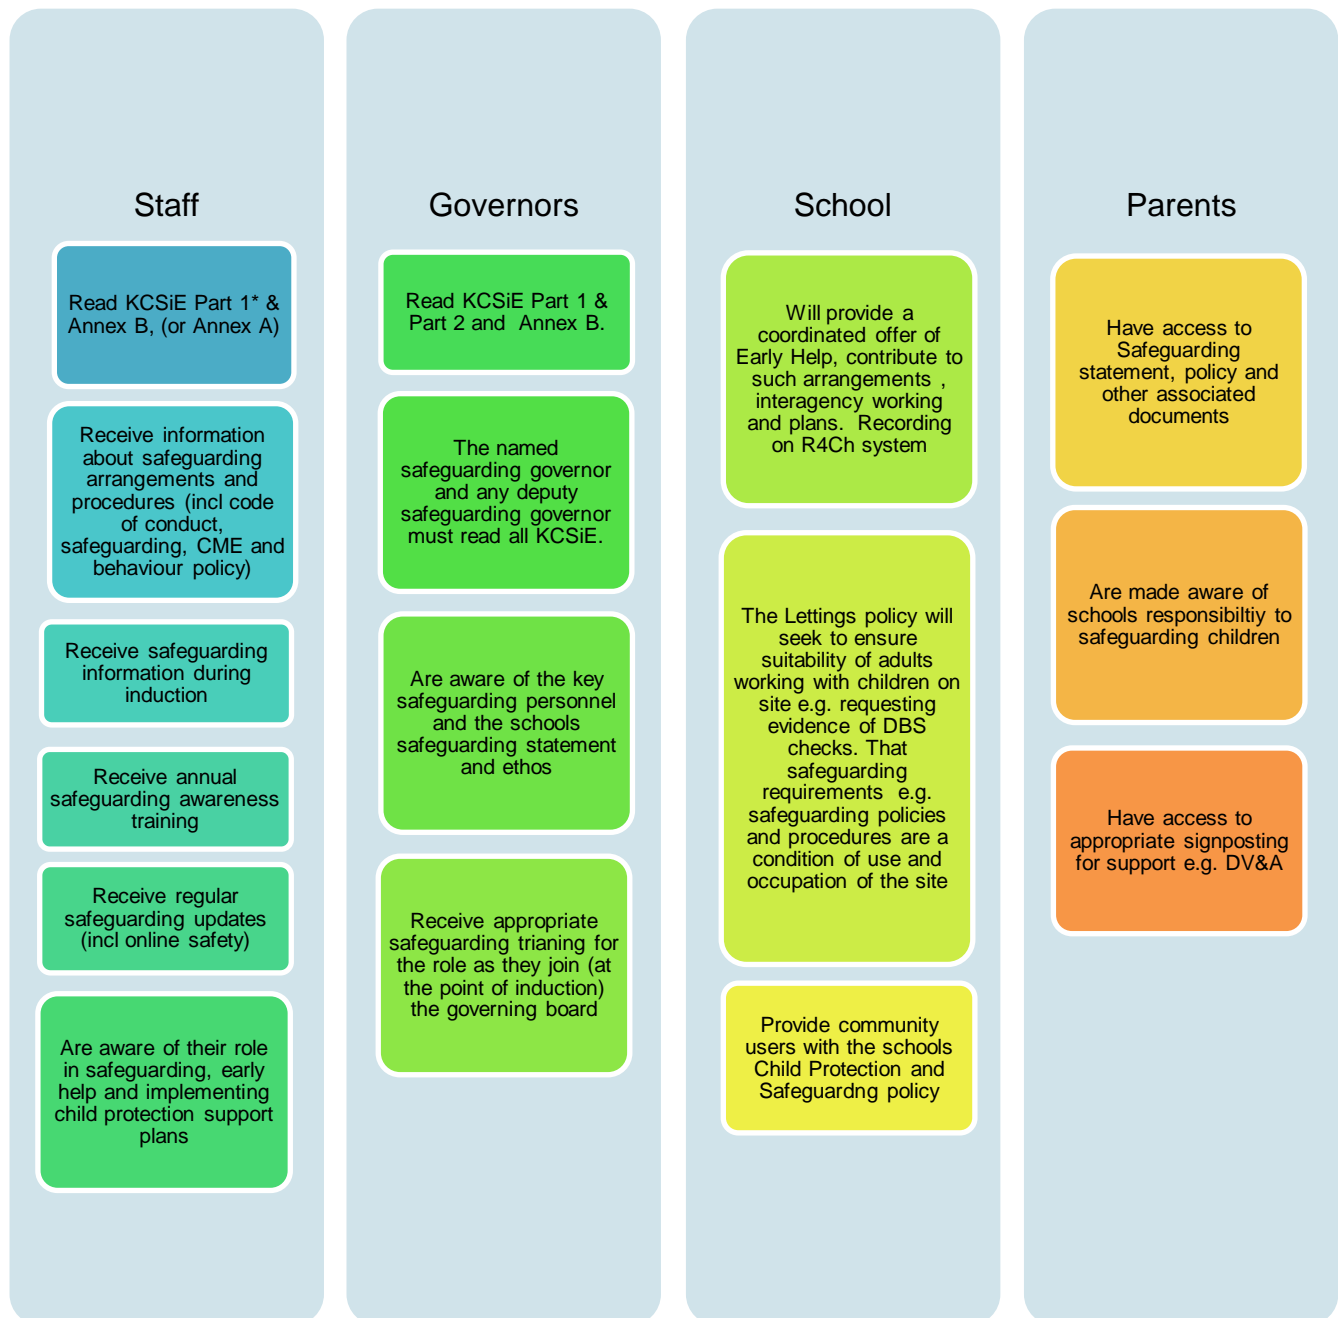 Staff
Read KCSiE Part 1* &
Annex B, (or Annex A)
Receive information
about safeguarding
arrangements and
procedures (incl code
of conduct,
safeguarding, CME and
behaviour policy)
Receive safeguarding
information during
induction
Receive annual
safeguarding awareness
training
Receive regular
safeguarding updates
(incl online safety)
Are aware of their role
in safeguarding, early
help and implementing
child protection support
plans
Governors
Read KCSiE Part 1 &
Part 2 and Annex B.
The named
safeguarding governor
and any deputy
safeguarding governor
must read all KCSiE.
Are aware of the key
safeguarding personnel
and the schools
safeguarding statement
and ethos
Receive appropriate
safeguarding trianing for
the role as they join (at
the point of induction)
the governing board
School
Will provide a
coordinated offer of
Early Help, contribute to
such arrangements ,
interagency working
and plans. Recording
on R4Ch system
The Lettings policy will
seek to ensure
suitability of adults
working with children on
site e.g. requesting
evidence of DBS
checks. That
safeguarding
requirements e.g.
safeguarding policies
and procedures are a
condition of use and
occupation of the site
Provide community
users with the schools
Child Protection and
Safeguardng policy
Parents
Have access to
Safeguarding
statement, policy and
other associated
documents
Are made aware of
schools responsibiltiy to
safeguarding children
Have access to
appropriate signposting
for support e.g. DV&A